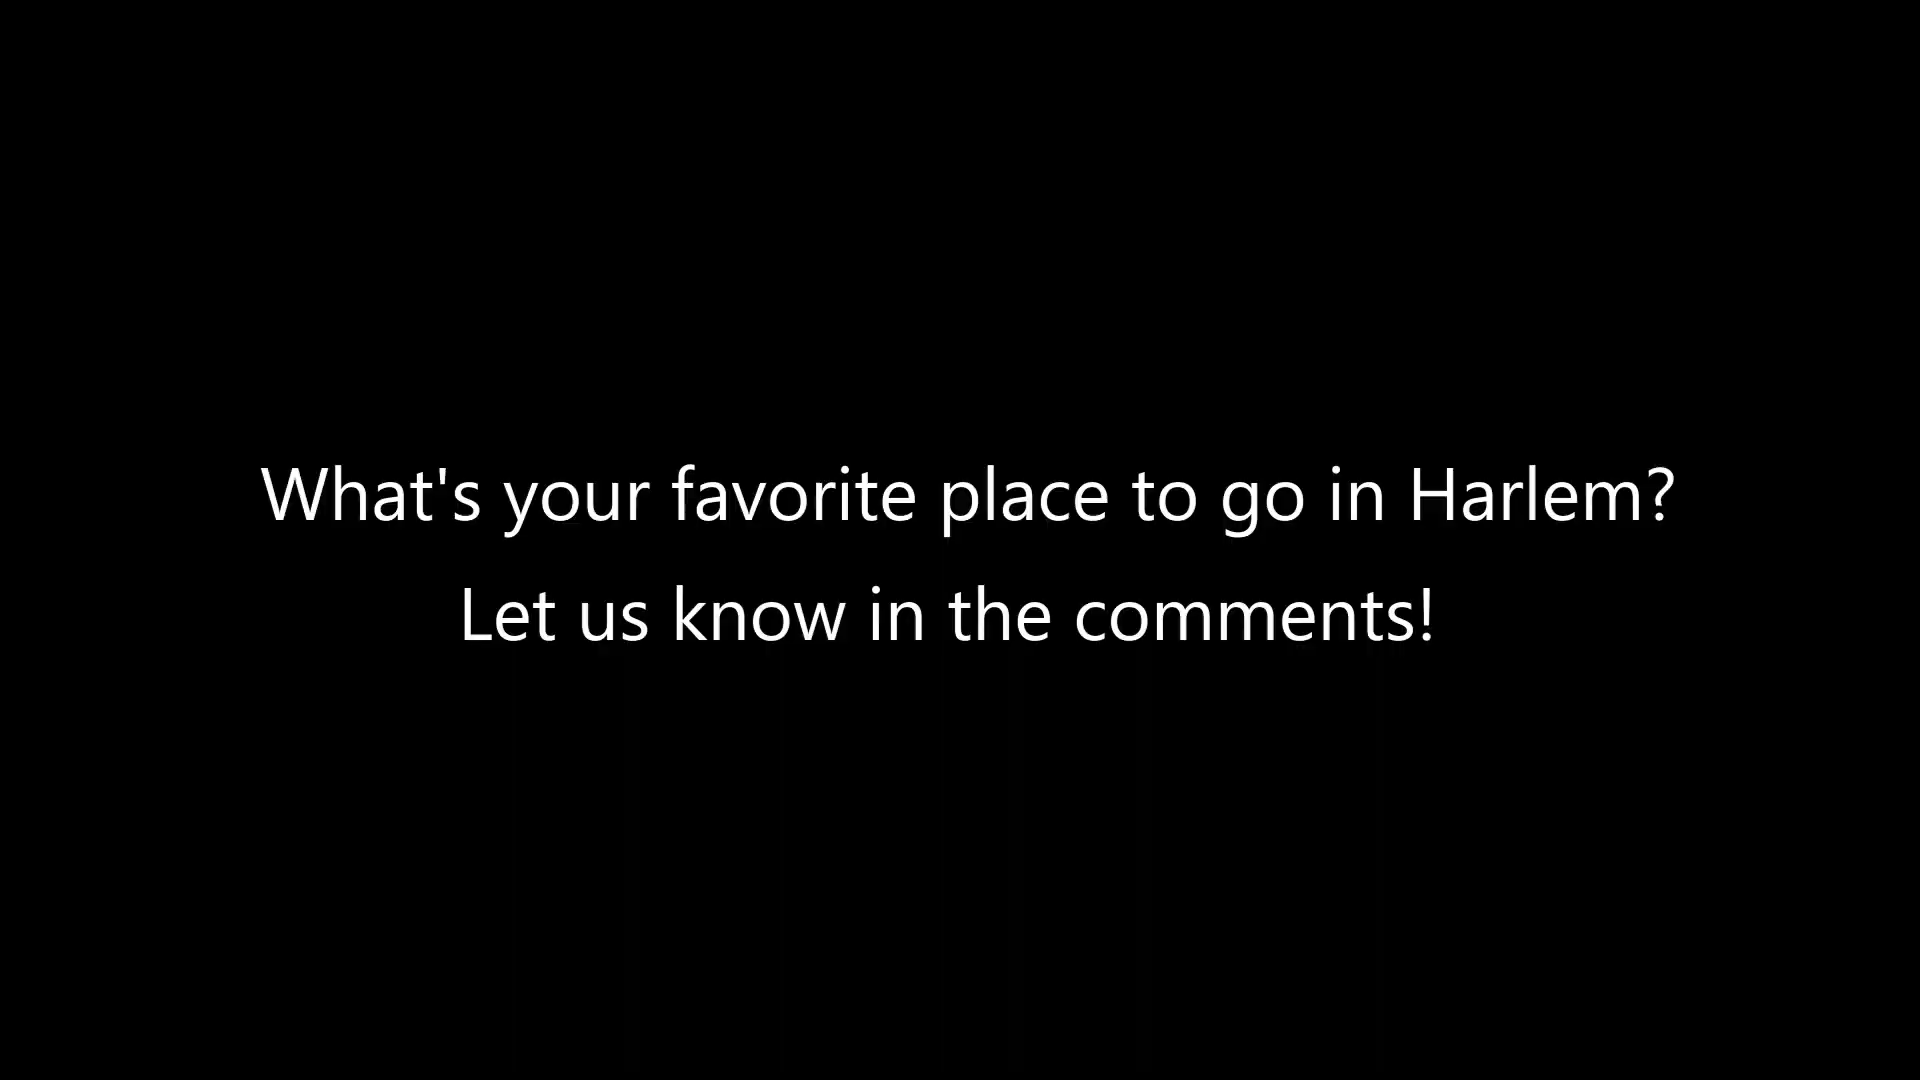 What's your favorite place to go in Harlem?
Let us know in the comments!